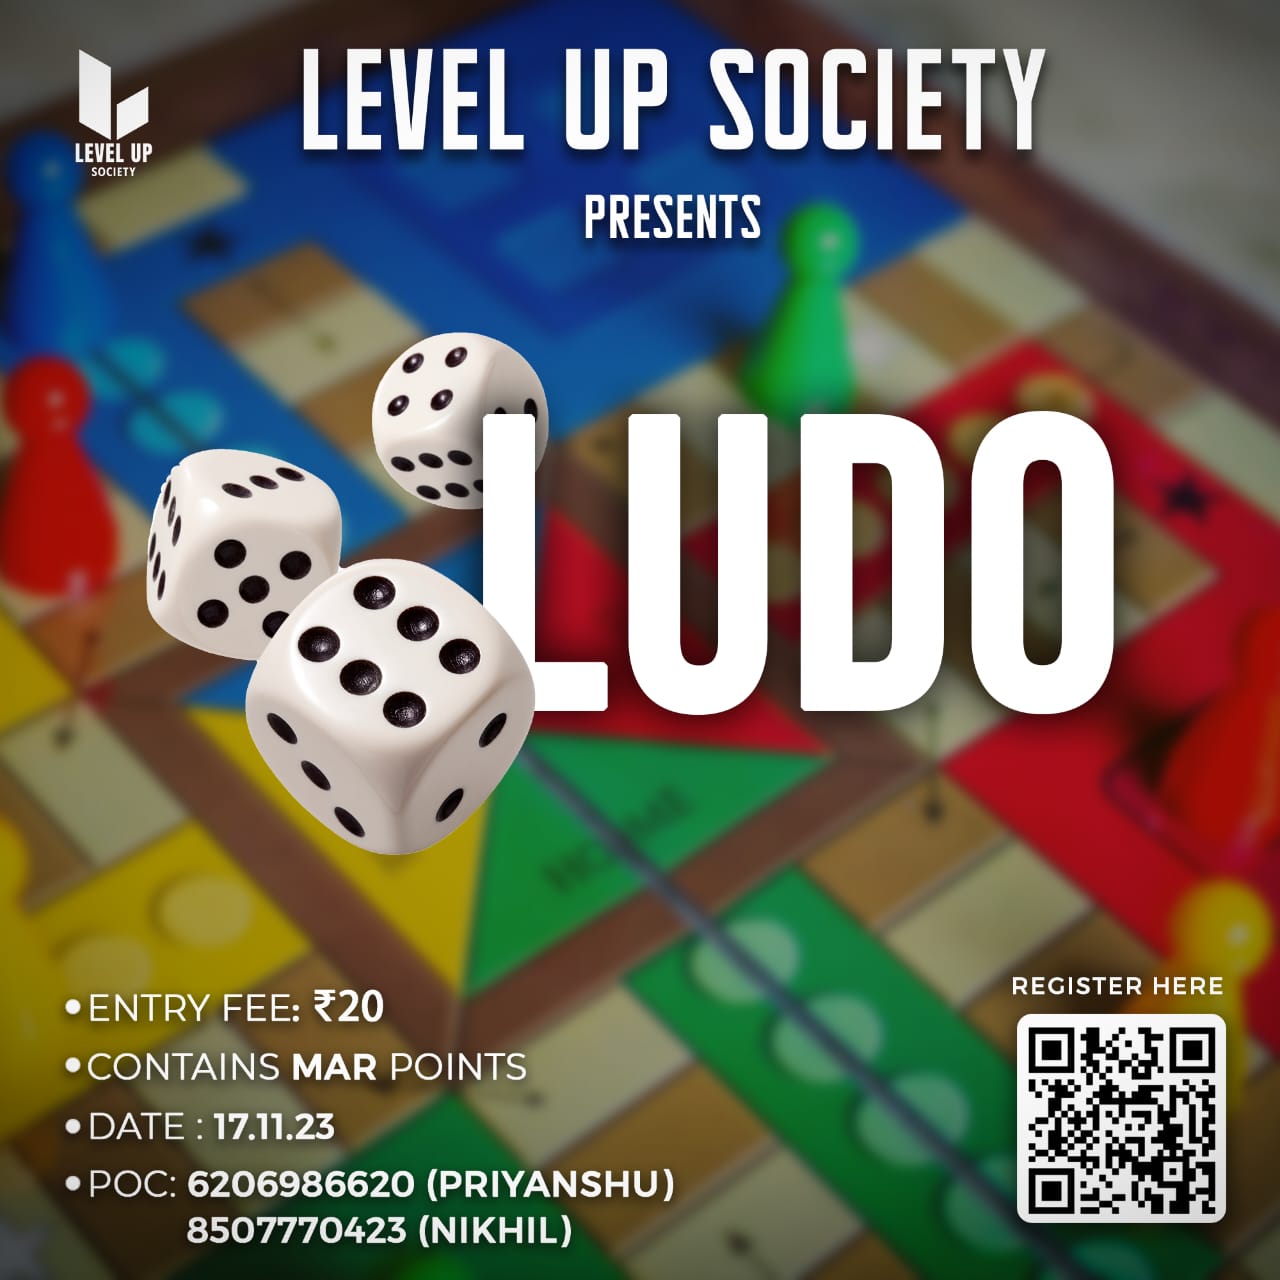 LEVEL UP
SOCIETY
LEVEL UP SOCIETY
PRESENTS
LUDO
HOME
• ENTRY FEE: ₹20
• CONTAINS MAR POINTS
• DATE : 17.11.23
• POC: 6206986620 (PRIYANSHU)
8507770423 (NIKHIL)
REGISTER HERE